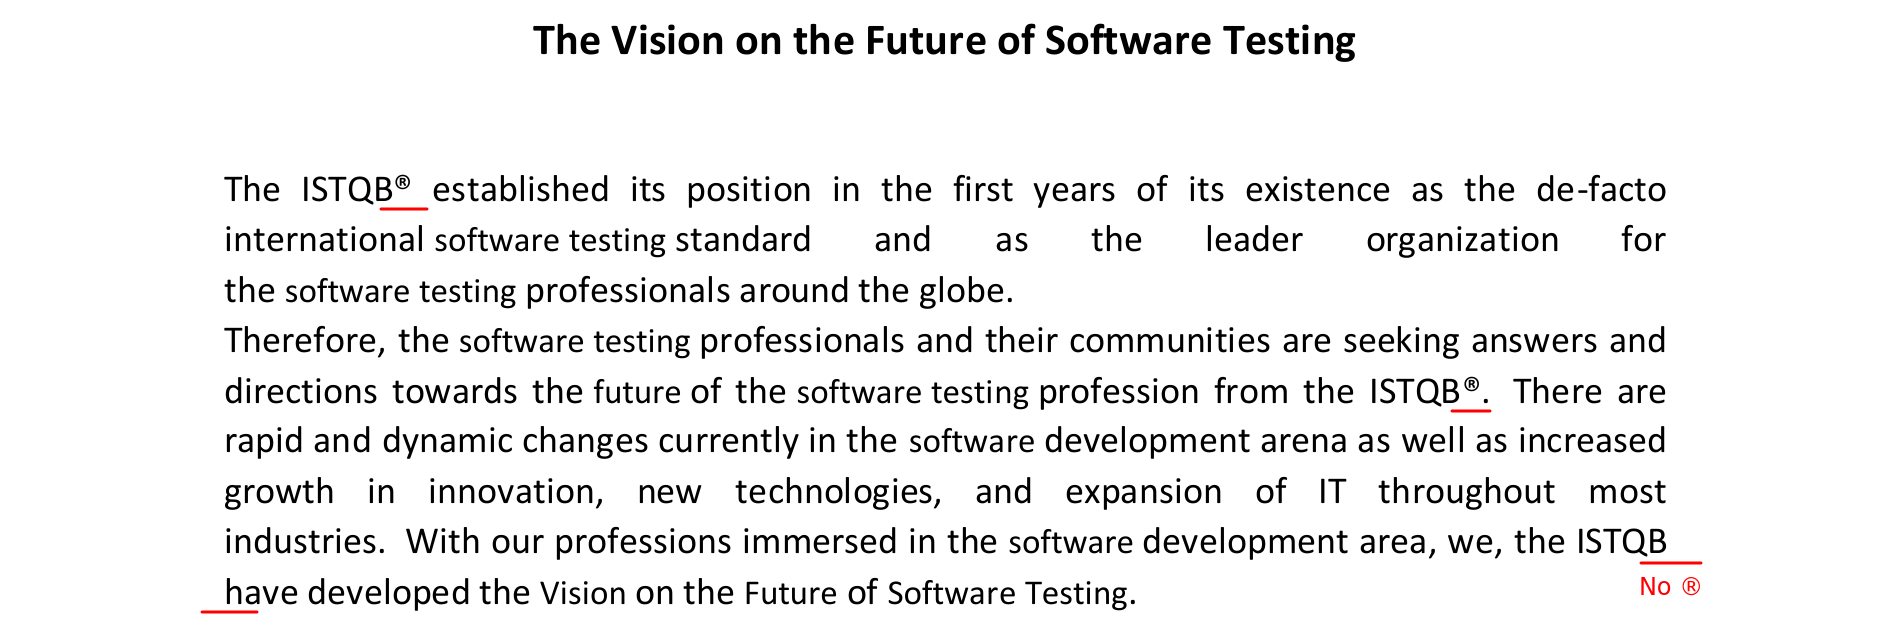 The Vision on the Future of Software Testing
The ISTQB® established its position in the first years of its existence as the de-facto
international software testing standard and as the leader organization for
the software testing professionals around the globe.
Therefore, the software testing professionals and their communities are seeking answers and
directions towards the future of the software testing profession from the ISTQB®. There are
rapid and dynamic changes currently in the software development arena as well as increased
growth in innovation, new technologies, and expansion of IT throughout most
industries. With our professions immersed in the software development area, we, the ISTQB
have developed the Vision on the Future of Software Testing.
No ®